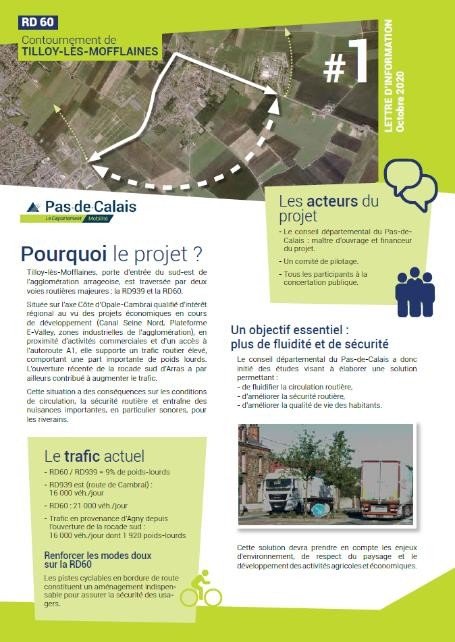 RD 60
Contournement de
TILLOY-LÈS-MOFFLAINES
#1
LETTRE D'INFORMATION
Octobre 2020
Pas-de-Calais
Le Département
Mobilité
Les acteurs du
projet
- Le conseil départemental du Pas-de-
Calais : maître d'ouvrage et financeur
du projet.
- Un comité de pilotage.
- Tous les participants à la
concertation publique.
Pourquoi le projet ?
Tilloy-lès-Mofflaines, porte d'entrée du sud-est de
l'agglomération arrageoise, est traversée par deux
voies routières majeures : la RD939 et la RD60.
Située sur l'axe Côte d'Opale-Cambrai qualifié d'intérêt
régional au vu des projets économiques en cours
de développement (Canal Seine Nord, Plateforme
E-Valley, zones industrielles de l'agglomération), en
proximité d'activités commerciales et d'un accès à
l'autoroute A1, elle supporte un trafic routier élevé,
comportant une part importante de poids lourds.
L'ouverture récente de la rocade sud d'Arras a par
ailleurs contribué à augmenter le trafic.
Cette situation a des conséquences sur les conditions
de circulation, la sécurité routière et entraîne des
nuisances importantes, en particulier sonores, pour
les riverains.
Un objectif essentiel :
plus de fluidité et de sécurité
Le conseil départemental du Pas-de-Calais a donc
initié des études visant à élaborer une solution
permettant :
- de fluidifier la circulation routière,
- d'améliorer la sécurité routière,
- d'améliorer la qualité de vie des habitants.
Le trafic actuel
- RD60 / RD939 = 9% de poids-lourds
- RD939 est (route de Cambrai) :
16 000 véh./jour
- RD60 : 21 000 véh./jour
- Trafic en provenance d'Agny depuis
l'ouverture de la rocade sud :
16 000 véh./jour dont 1 920 poids-lourds
Renforcer les modes doux
sur la RD60
Les pistes cyclables en bordure de route
constituent un aménagement indispen-
sable pour assurer la sécurité des usa-
gers.
Cette solution devra prendre en compte les enjeux
d'environnement, de respect du paysage et le
développement des activités agricoles et économiques.